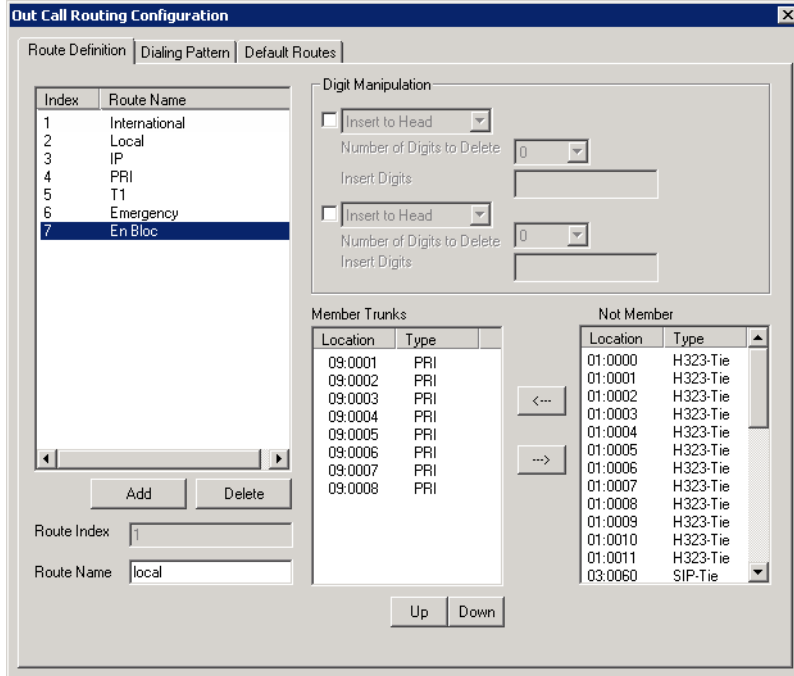 Out Call Routing Configuration
Route Definition Dialing Pattern Default Routes
Index Route Name
1 International
2 Local
3 IP
4 PRI
5 T1
6 Emergency
7 En Bloc
Add Delete
Route Index 1
Route Name local
Digit Manipulation
Insert to Head
Number of Digits to Delete 0
Insert Digits
Insert to Head
Number of Digits to Delete 0
Insert Digits
Member Trunks
Location Type
09:0001 PRI
09:0002 PRI
09:0003 PRI
09:0004 PRI
09:0005 PRI
09:0006 PRI
09:0007 PRI
09:0008 PRI
<---
--->
Not Member
Location Type
01:0000 H323-Tie
01:0001 H323-Tie
01:0002 H323-Tie
01:0003 H323-Tie
01:0004 H323-Tie
01:0005 H323-Tie
01:0006 H323-Tie
01:0007 H323-Tie
01:0008 H323-Tie
01:0009 H323-Tie
01:0010 H323-Tie
01:0011 H323-Tie
03:0060 SIP-Tie
Up Down